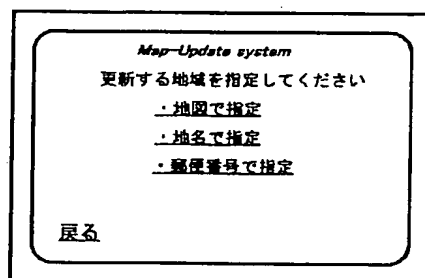 Map-Update system
更新する地域を指定してください
・地図で指定
・地名で指定
・郵便番号で指定
戻る